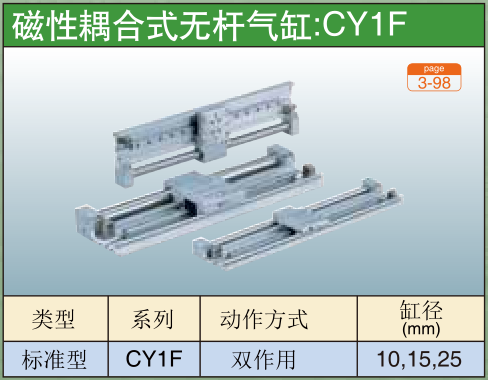 磁性耦合式无杆气缸:CY1F
page
3-98
类型 系列 动作方式 缸径
(mm)
标准型 CY1F 双作用 10,15,25